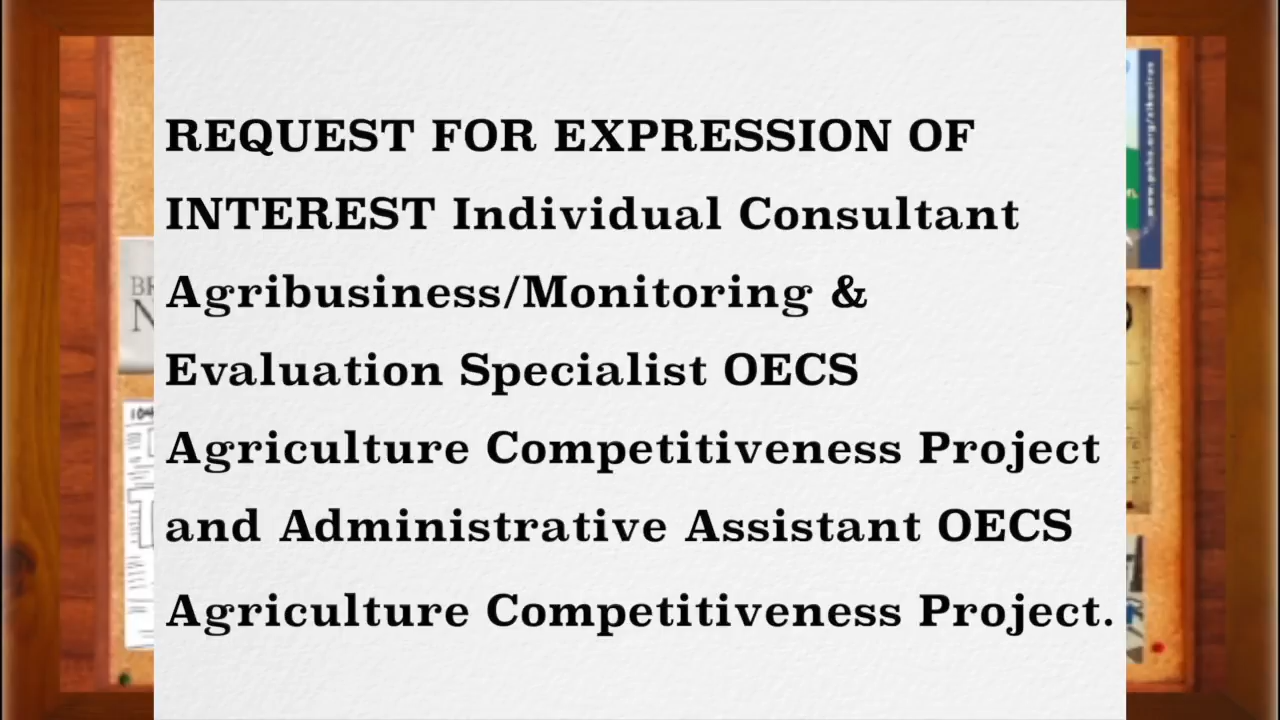 REQUEST FOR EXPRESSION OF
INTEREST Individual Consultant
Agribusiness/Monitoring &
Evaluation Specialist OECS
Agriculture Competitiveness Project
and Administrative Assistant OECS
Agriculture Competitiveness Project.